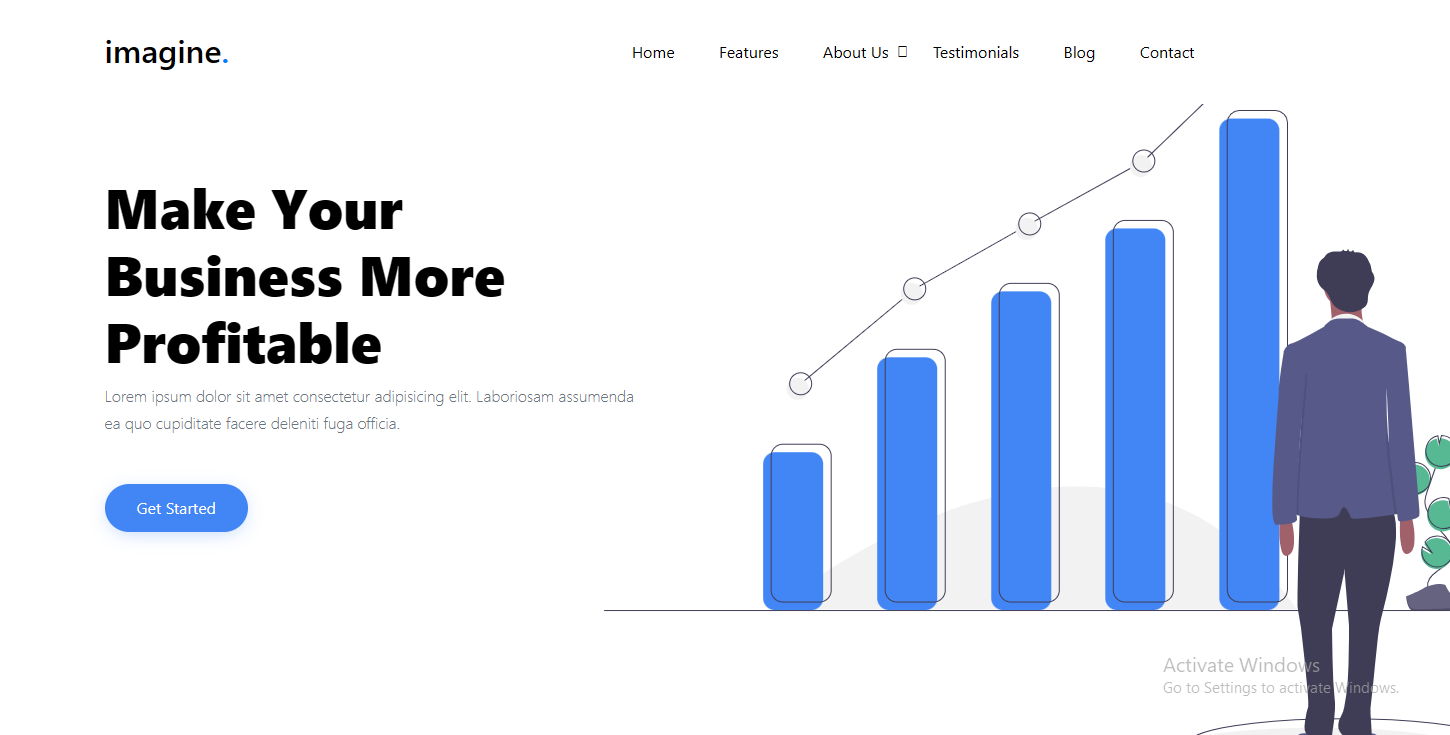 imagine.
Home Features About Us Testimonials Blog Contact
Make Your
Business More
Profitable
Lorem ipsum dolor sit amet consectetur adipisicing elit. Laboriosam assumenda
ea quo cupiditate facere deleniti fuga officia.
Get Started
Activate Windows
Go to Settings to activate Windows.